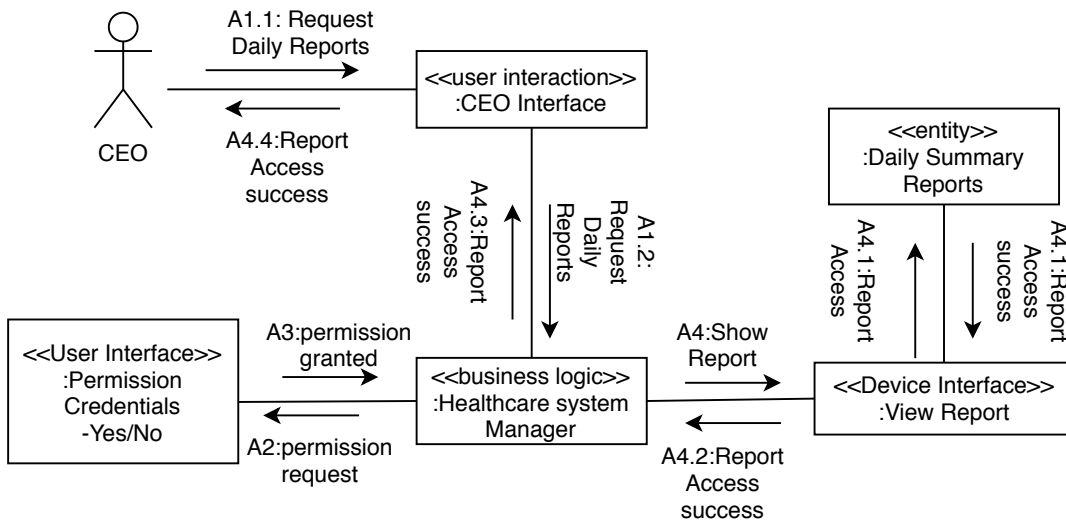 A1.1: Request
Daily Reports
CEO
A4.4:Report
Access
success
<<user interaction>>
:CEO Interface
<<entity>>
:Daily Summary
Reports
A4.3:Report
Access
success
A1.2:
Request
Daily
Reports
A4.1:Report
Access
A4.1:Report
Access
success
<<User Interface>>
:Permission
Credentials
-Yes/No
A3:permission
granted
A2:permission
request
<<business logic>>
:Healthcare system
Manager
A4:Show
Report
A4.2:Report
Access
success
<<Device Interface>>
:View Report